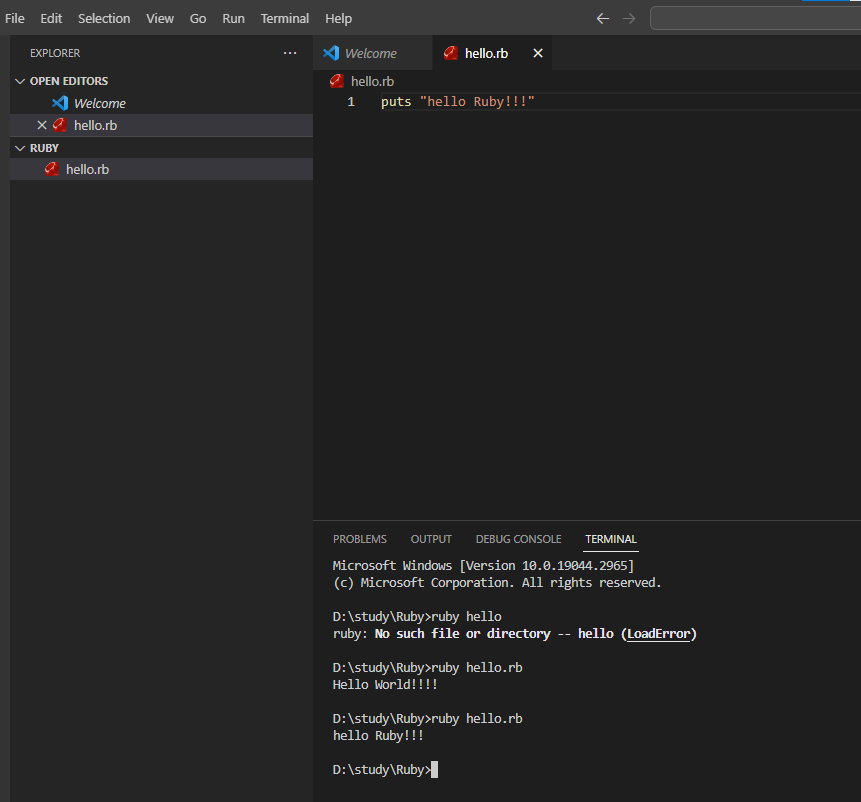 File Edit Selection View Go Run Terminal Help
EXPLORER
OPEN EDITORS
Welcome
hello.rb
RUBY
hello.rb
Welcome hello.rb
hello.rb
1 puts "hello Ruby!!!"
PROBLEMS OUTPUT DEBUG CONSOLE TERMINAL
Microsoft Windows [Version 10.0.19044.2965]
(c) Microsoft Corporation. All rights reserved.
D:\study\Ruby>ruby hello
ruby: No such file or directory -- hello (LoadError)
D:\study\Ruby>ruby hello.rb
Hello World!!!!
D:\study\Ruby>ruby hello.rb
hello Ruby!!!
D:\study\Ruby>